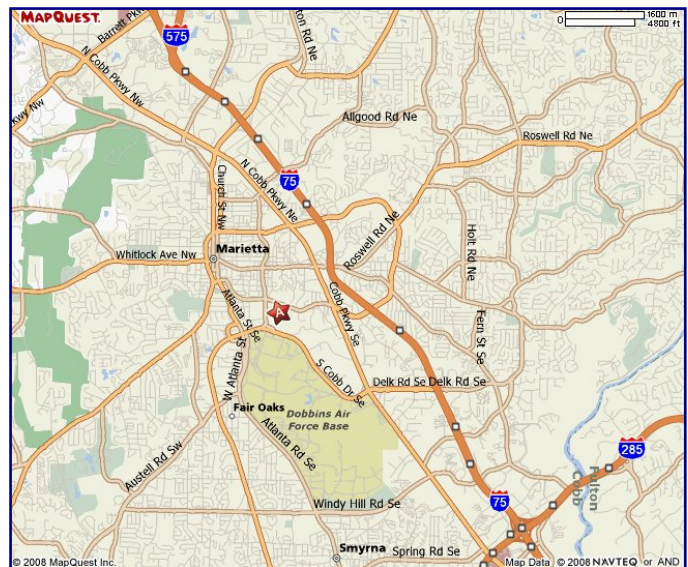 MAPQUEST.
Barrett Pkwy
ton Rd Ne
1600 m
0
4800 ft
575
N Cobb Pkwy Nw
kwy Nw
Allgood Rd Ne
Roswell Rd Ne
N Cobb Pkwy Ne
75
Church St Nw
Roswell Rd Ne
Holt Rd Ne
Whitlock Ave Nw
Marietta
Atlanta St Se
A
Cobb Pkwy Se
Fern St Se
W Atlanta St
S Cobb Dr Se
Delk Rd Se
Delk Rd Se
Fair Oaks
Dobbins Air
Force Base
Atlanta Rd Se
Austell Rd Sw
285
Fulton
Cobb
75
Windy Hill Rd Se
Smyrna
Spring Rd Se
© 2008 MapQuest Inc.
Map Data © 2008 NAVTEQ or AND